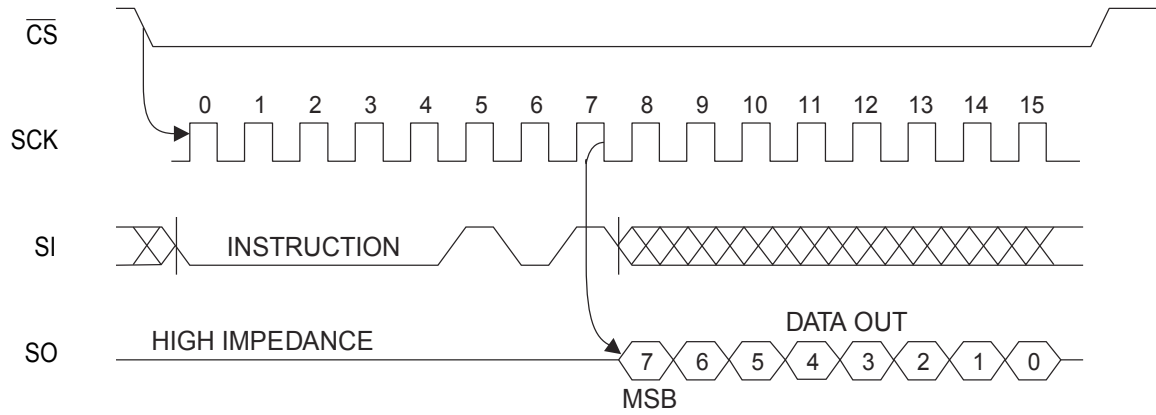 CS
0 1 2 3 4 5 6 7 8 9 10 11 12 13 14 15
SCK
SI INSTRUCTION
DATA OUT
HIGH IMPEDANCE
SO
7 6 5 4 3 2 1 0
MSB